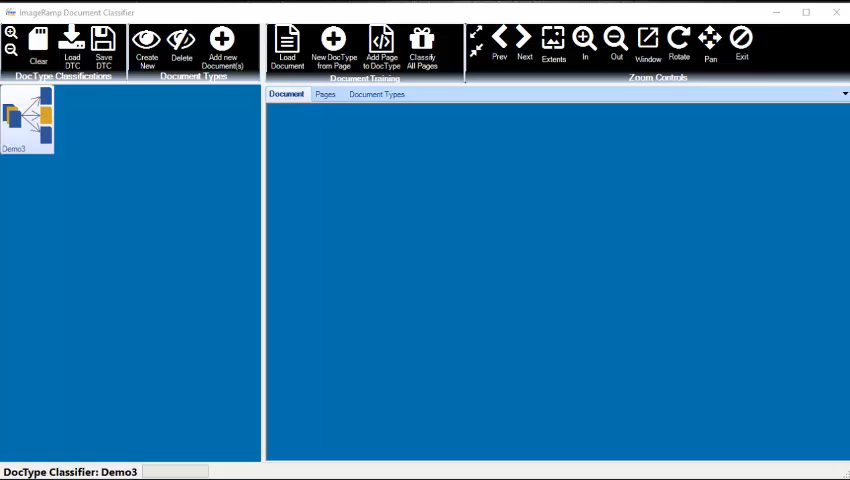 imageRamp Document Classifier
Clear
Load DTC
Save DTC
DocType Classifications
Create New
Delete
Add new Document(s)
Document Types
Load Document
New DocType from Page
Add Page to DocType
Classify All Pages
Document Training
Prev
Next
Extents
In
Out
Window
Rotate
Pan
Exit
Zoom Controls
Document
Pages
Document Types
Demo3
DocType Classifier: Demo3